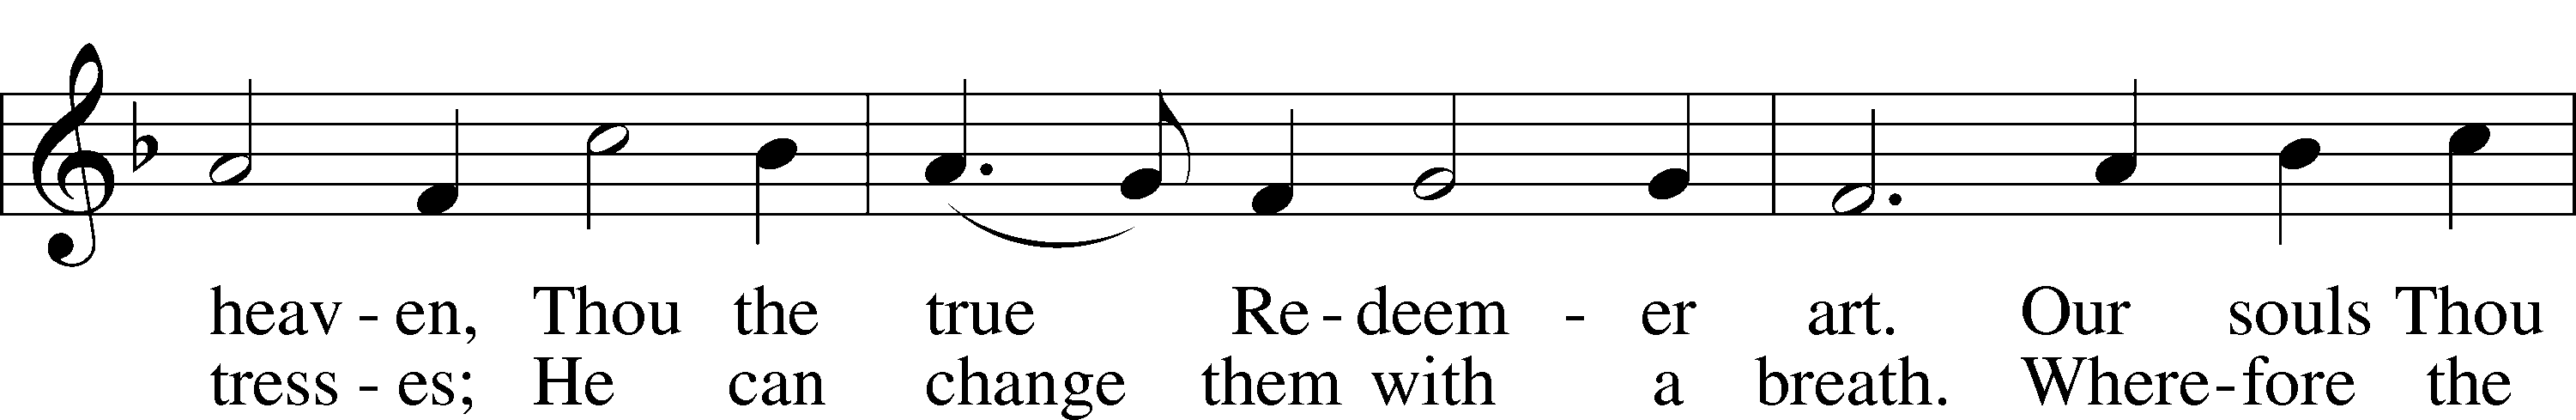 heav - en, Thou the true Re - deem - er art. Our souls Thou
tress - es; He can change them with a breath. Where - fore the